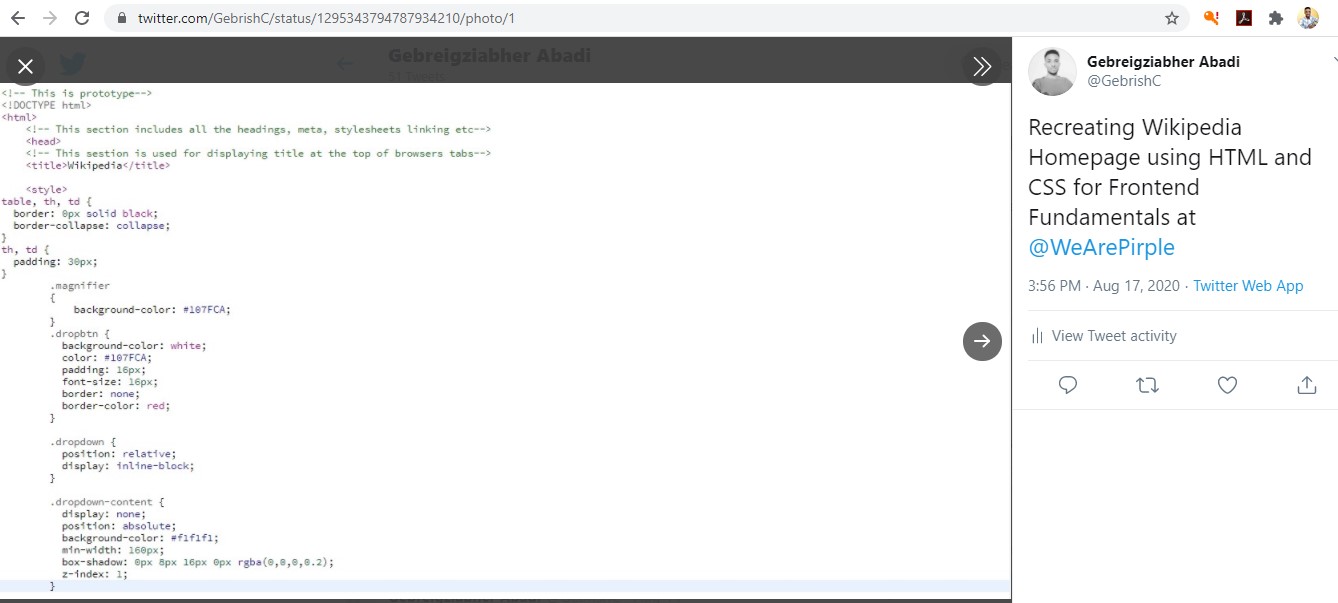 twitter.com/GebrishC/status/1295343794787934210/photo/1
Gebreigziabher Abadi
<!-- This is prototype-->
<!DOCTYPE html>
<html>
<!-- This section includes all the headings, meta, stylesheets linking etc-->
<head>
<!-- This sestion is used for displaying title at the top of browsers tabs-->
<title>Wikipedia</title>
<style>
table, th, td {
border: 0px solid black;
border-collapse: collapse;
}
th, td {
padding: 30px;
}
.magnifier
{
background-color: #107FCA;
}
.dropbtn {
background-color: white;
color: #107FCA;
padding: 16px;
font-size: 16px;
border: none;
border-color: red;
}
.dropdown {
position: relative;
display: inline-block;
}
.dropdown-content {
display: none;
position: absolute;
background-color: #f1f1f1;
min-width: 160px;
box-shadow: 0px 8px 16px 0px rgba(0,0,0,0.2);
z-index: 1;
}
Gebreigziabher Abadi
@GebrishC
Recreating Wikipedia
Homepage using HTML and
CSS for Frontend
Fundamentals at
@WeArePirple
3:56 PM · Aug 17, 2020 · Twitter Web App
View Tweet activity